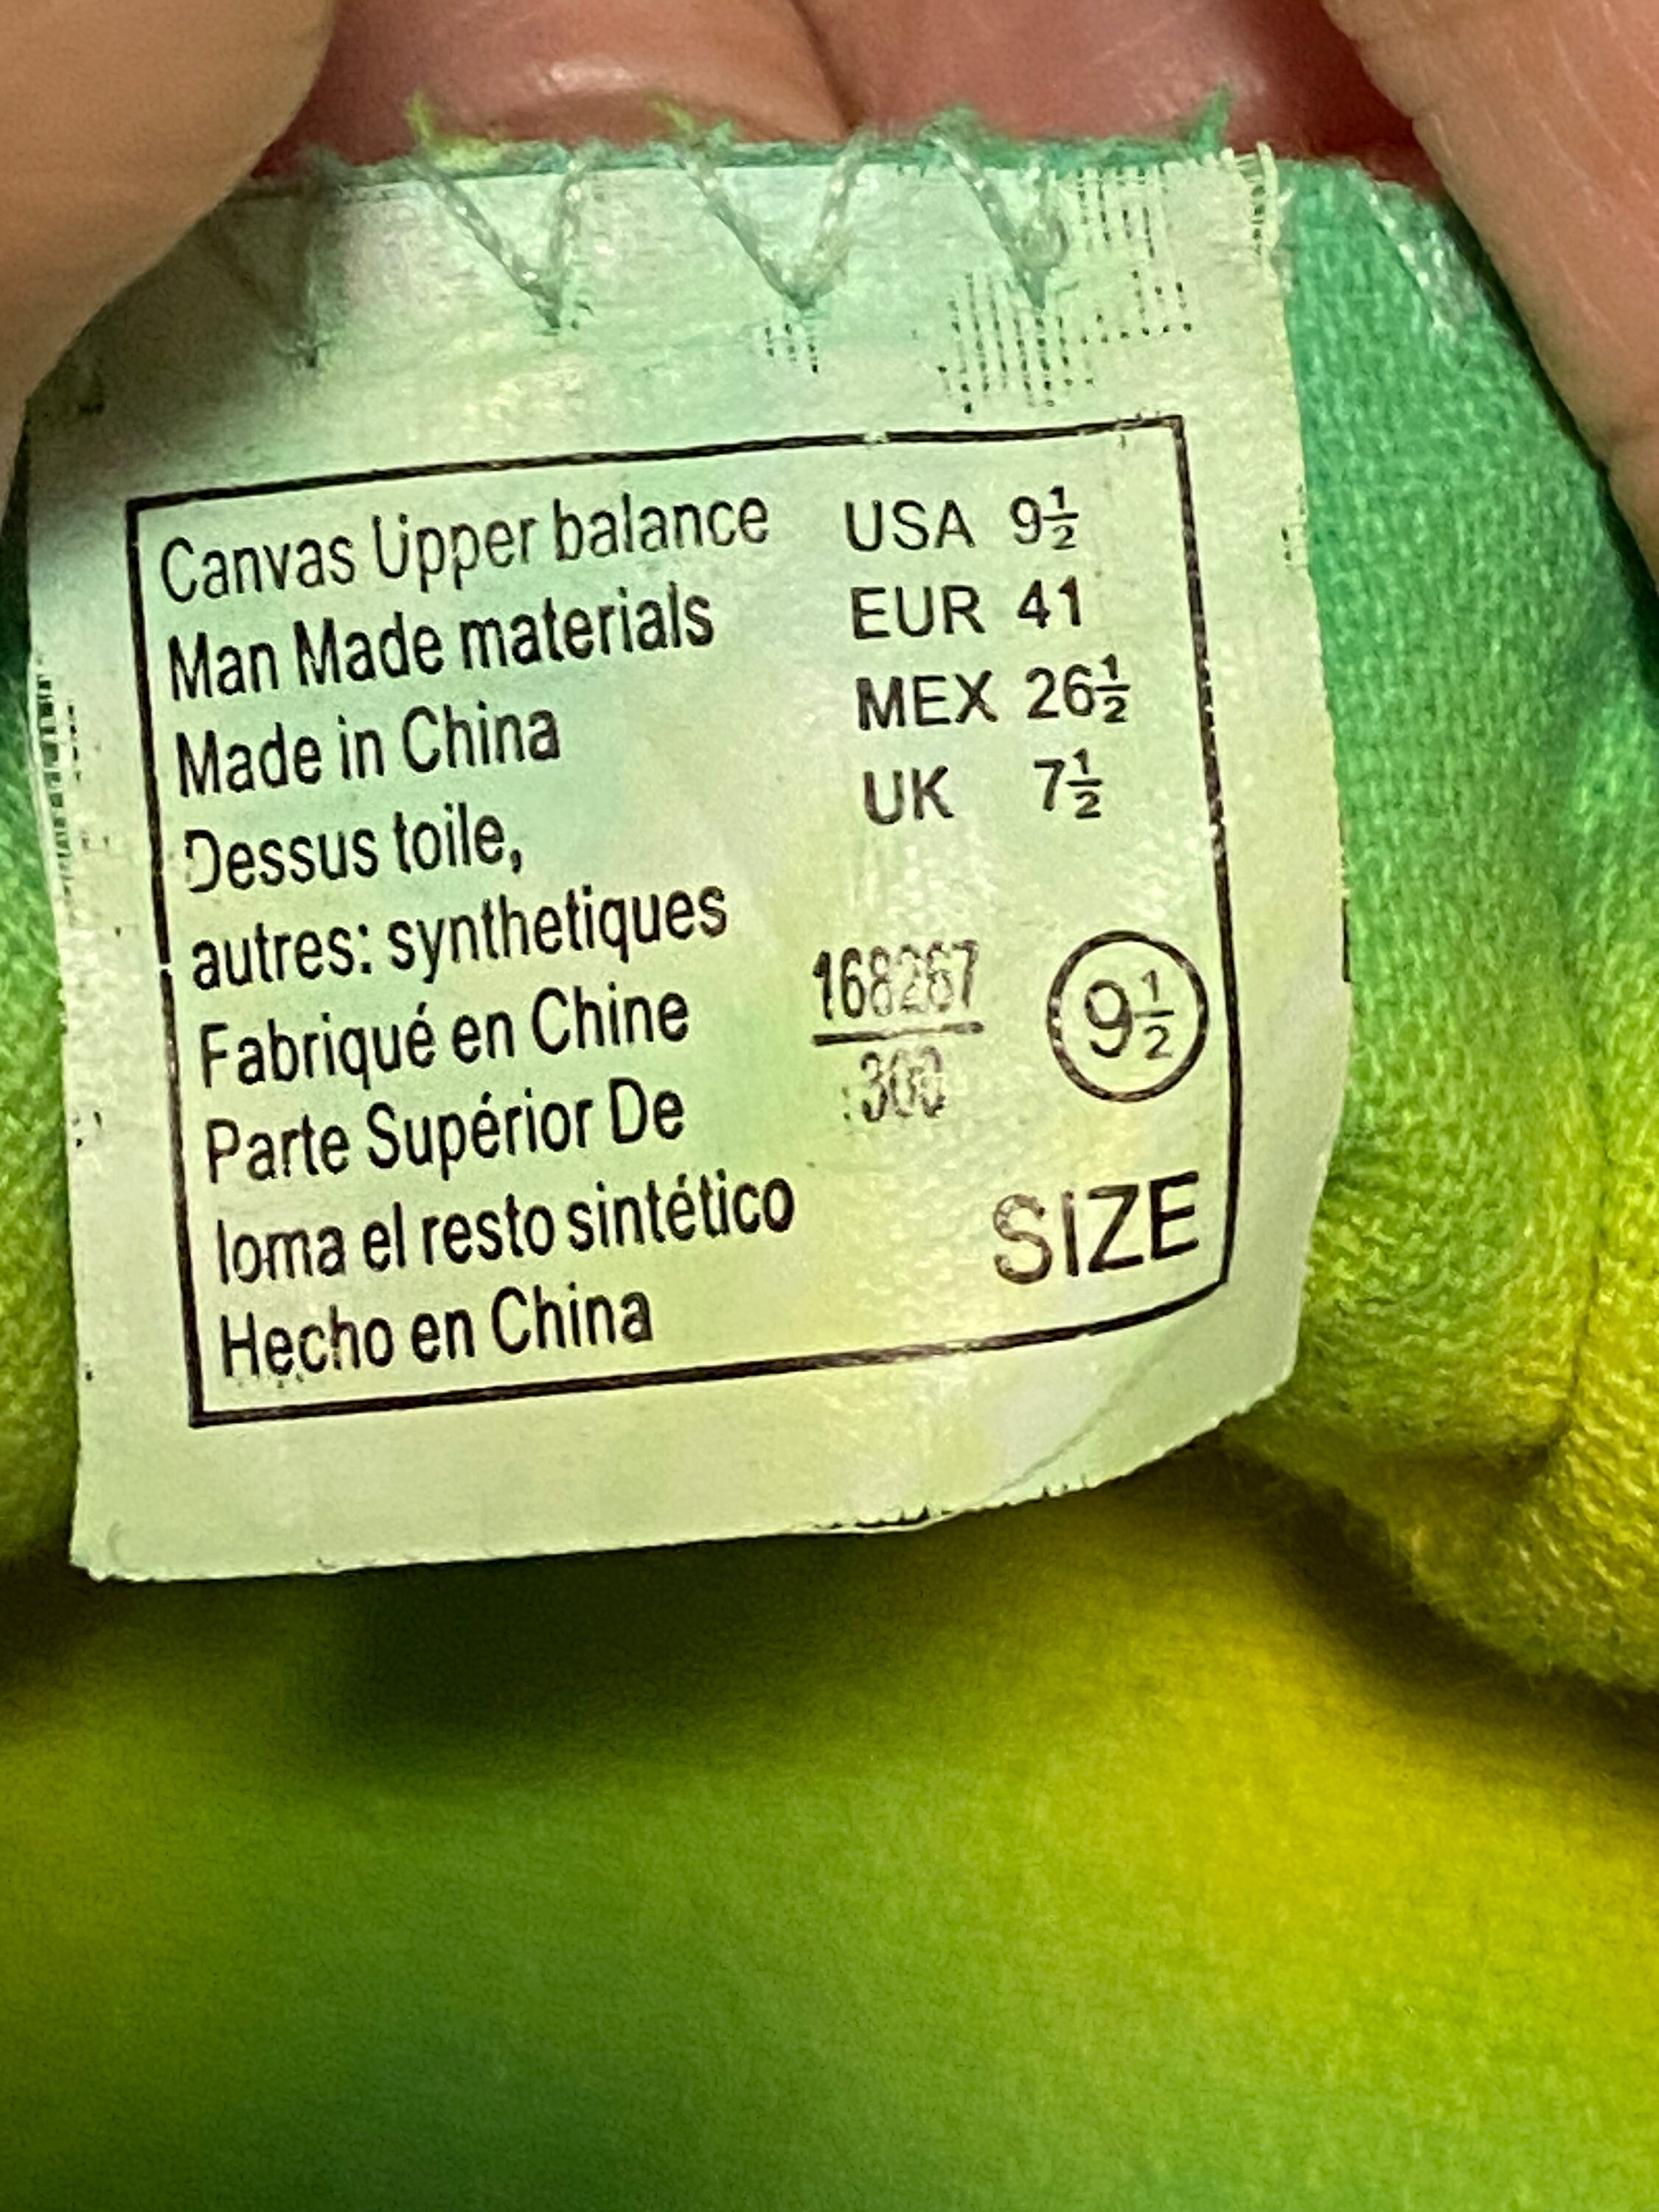 Canvas Upper balance
Man Made materials
Made in China
Dessus toile,
autres: synthetiques
Fabriqué en Chine
Parte Supérior De
loma el resto sintético
Hecho en China
USA 9½
EUR 41
MEX 26½
UK 7½
168267
300
9½
SIZE